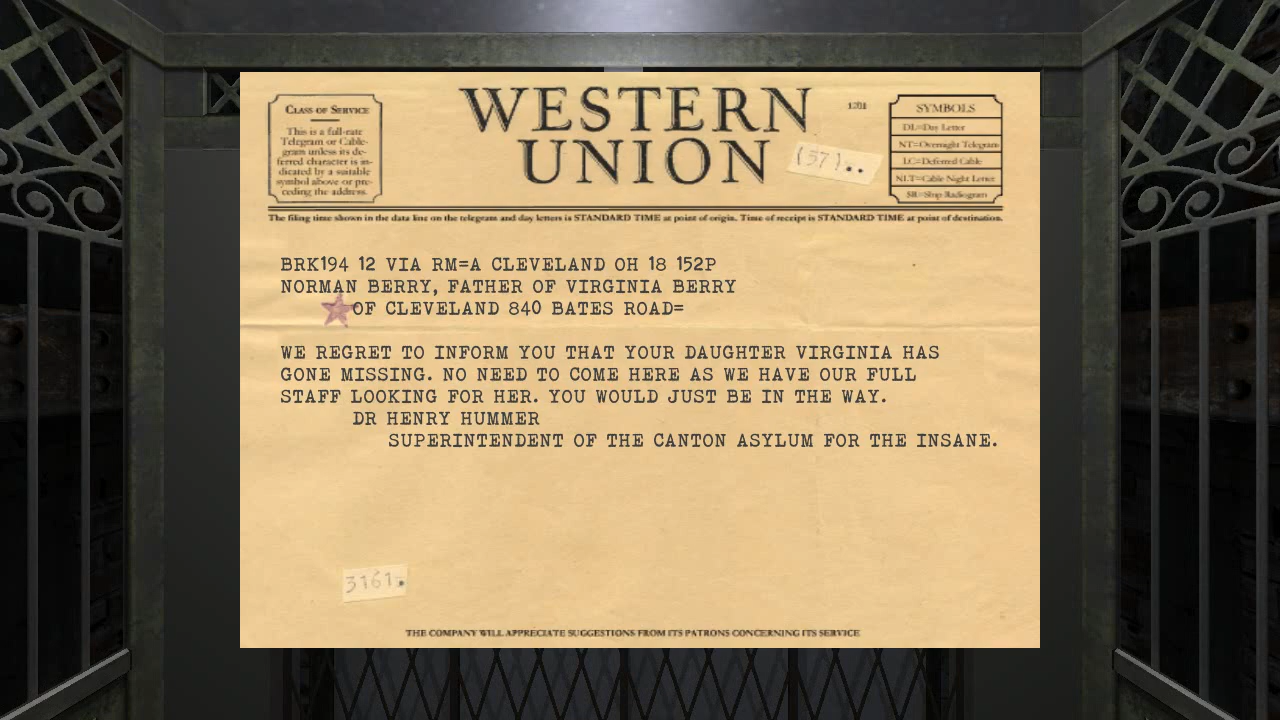 CLASS OF SERVICE
This is a full-rate
Telegram or Cable-
gram unless its de-
ferred character is in-
dicated by a suitable
symbol above or pre-
ceding the address.
WESTERN
UNION
1201
(57)..
SYMBOLS
DL=Day Letter
NT=Overnight Telegram
LC=Deferred Cable
NLT=Cable Night Letter
SR=Ship Radiogram
The filing time shown in the data line on the telegram and day letters is STANDARD TIME at point of origin. Time of receipt is STANDARD TIME at point of destination.
BRK194 12 VIA RM=A CLEVELAND OH 18 152P
NORMAN BERRY, FATHER OF VIRGINIA BERRY
OF CLEVELAND 840 BATES ROAD=
WE REGRET TO INFORM YOU THAT YOUR DAUGHTER VIRGINIA HAS
GONE MISSING. NO NEED TO COME HERE AS WE HAVE OUR FULL
STAFF LOOKING FOR HER. YOU WOULD JUST BE IN THE WAY.
DR HENRY HUMMER
SUPERINTENDENT OF THE CANTON ASYLUM FOR THE INSANE.
3161.
THE COMPANY WILL APPRECIATE SUGGESTIONS FROM ITS PATRONS CONCERNING ITS SERVICE